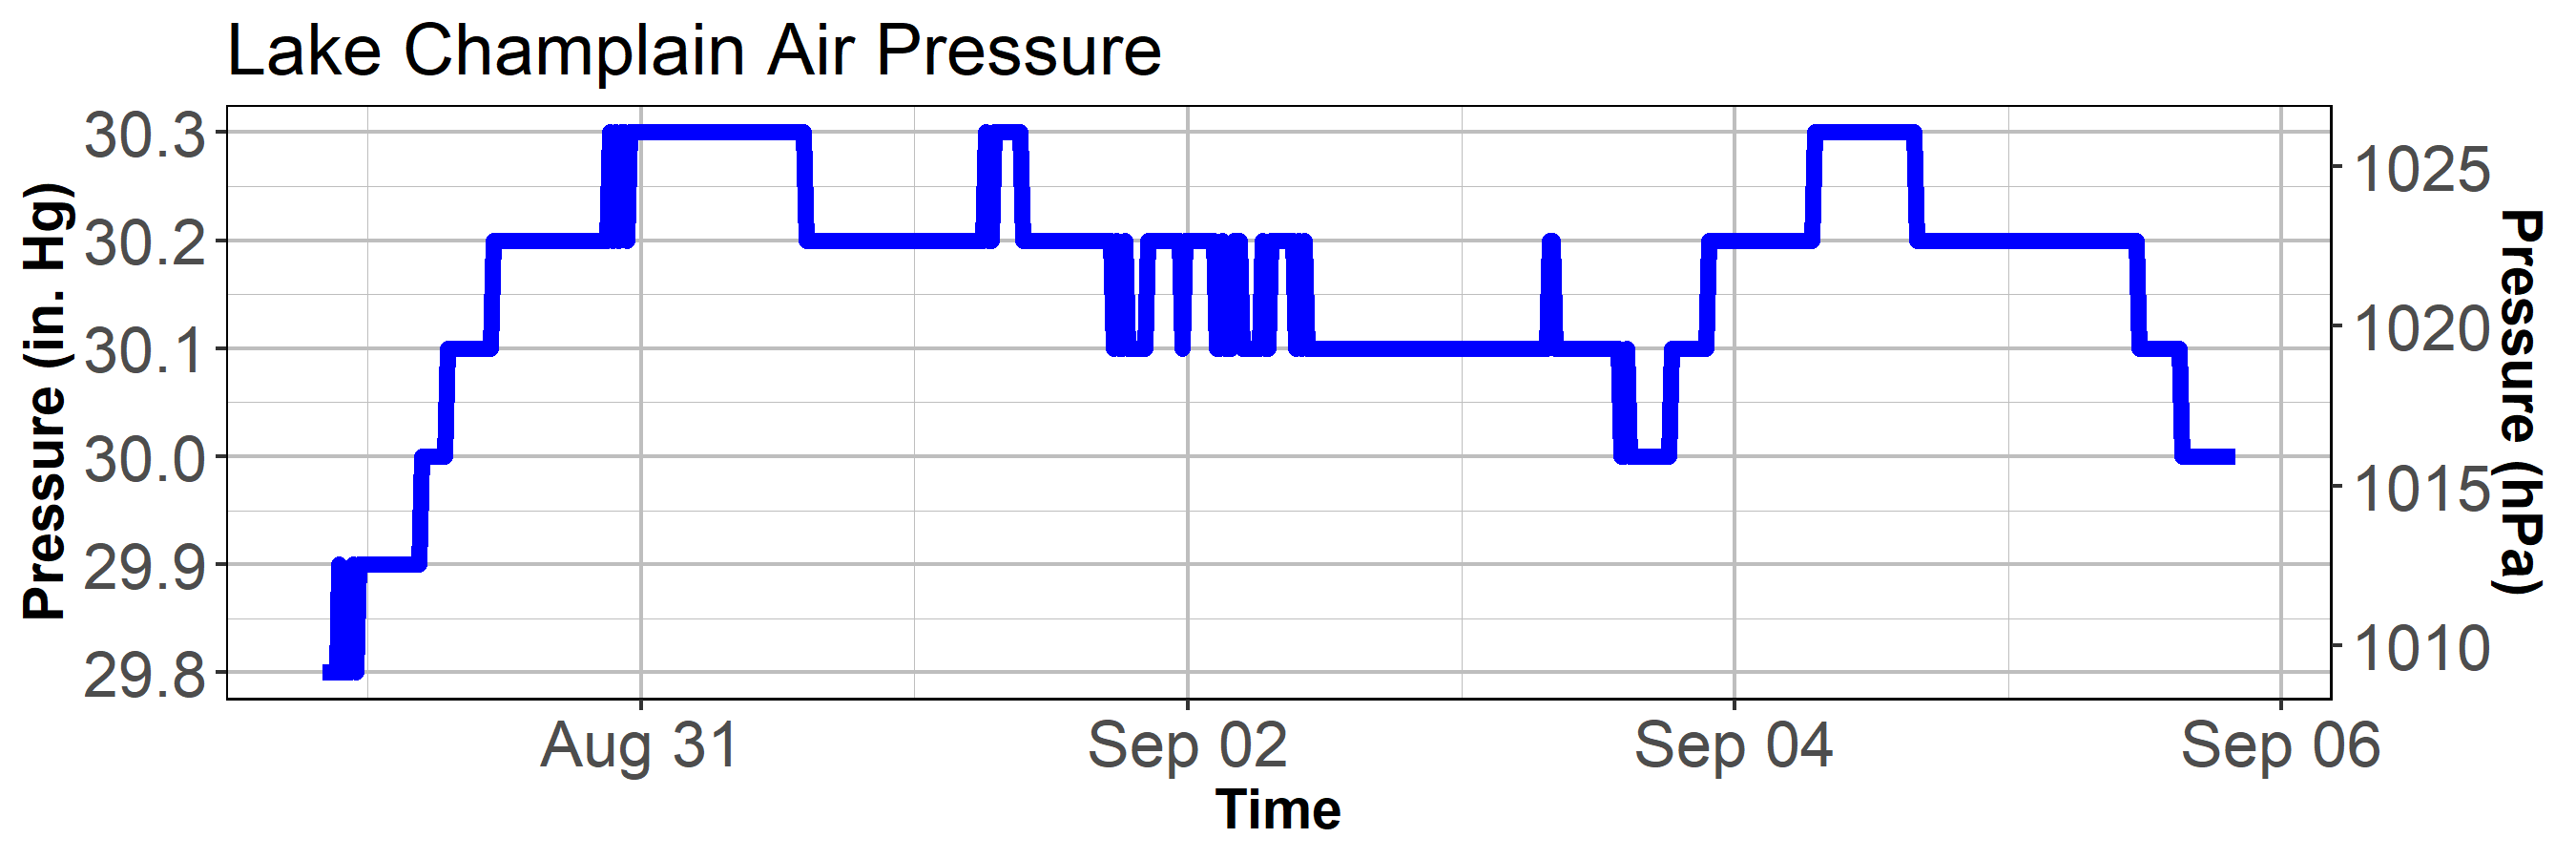 Lake Champlain Air Pressure
Pressure (in. Hg)
30.3
30.2
30.1
30.0
29.9
29.8
1025
1020
1015
1010
Pressure (hPa)
Aug 31
Sep 02
Sep 04
Sep 06
Time